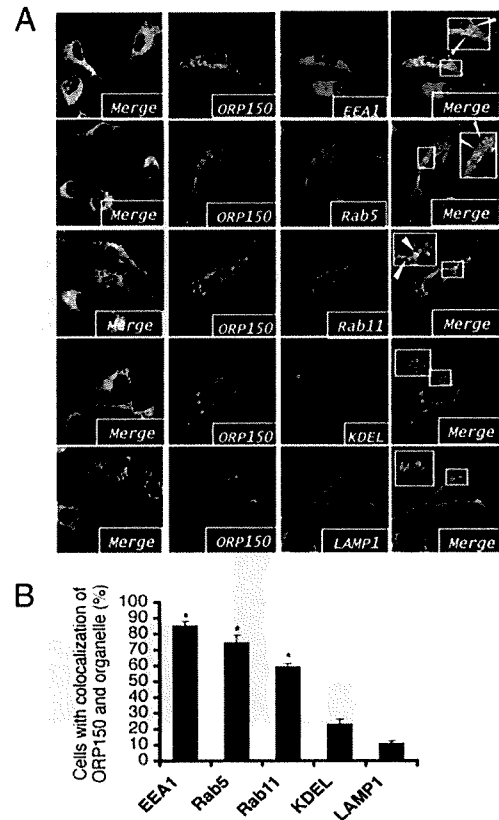 A
Merge ORP150 EEA1 Merge
Merge ORP150 Rab5 Merge
Merge ORP150 Rab11 Merge
Merge ORP150 KDEL Merge
Merge ORP150 LAMP1 Merge
B
Cells with colocalization of
ORP150 and organelle (%)
100
90
80
70
60
50
40
30
20
10
0
* * *
EEA1 Rab5 Rab11 KDEL LAMP1